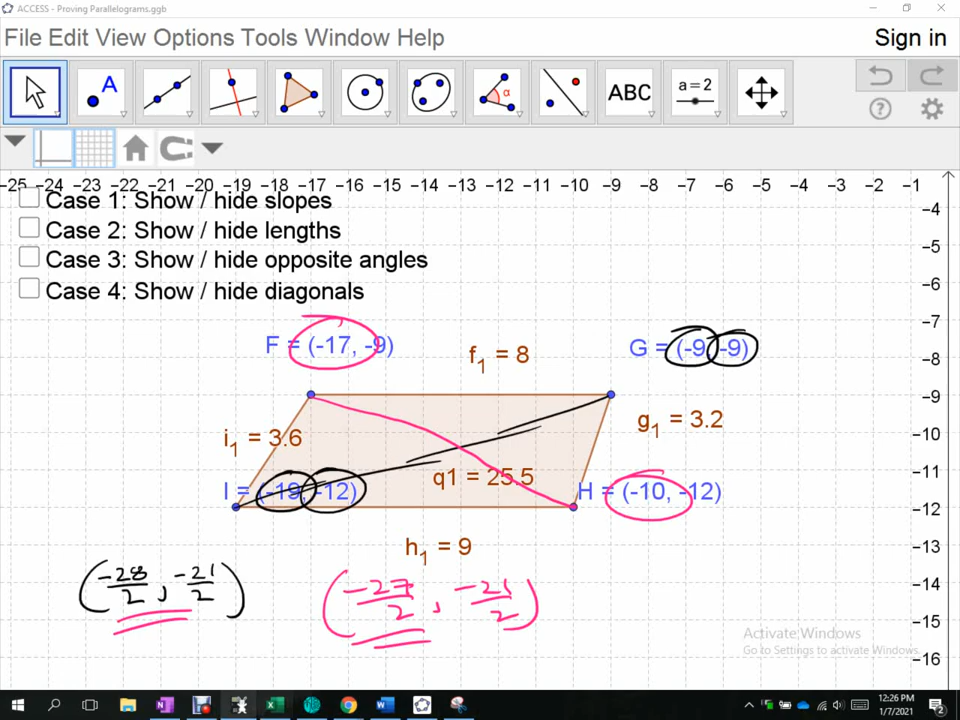 ACCESS - Proving Parallelograms.ggb
File Edit View Options Tools Window Help
Sign in
A
α
ABC
a = 2
-25 -24 -23 -22 -21 -20 -19 -18 -17 -16 -15 -14 -13 -12 -11 -10 -9 -8 -7 -6 -5 -4 -3 -2 -1
Case 1: Show / hide slopes
Case 2: Show / hide lengths
Case 3: Show / hide opposite angles
Case 4: Show / hide diagonals
-4
-5
-6
-7
-8
-9
-10
-11
-12
-13
-14
-15
-16
F = (-17, -9)
f₁ = 8
G = (-9, -9)
i₁ = 3.6
g₁ = 3.2
q1 = 25.5
I = (-19, -12)
H = (-10, -12)
h₁ = 9
(-28/2, -21/2)
(-27/2, -21/2)
Activate Windows
Go to Settings to activate Windows.
12:26 PM
1/7/2021
2